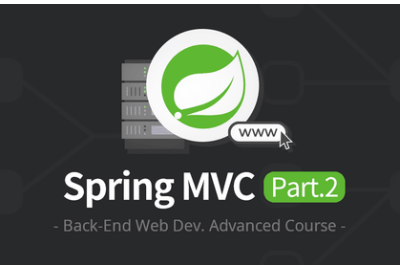 www
Spring MVC Part.2
- Back-End Web Dev. Advanced Course -